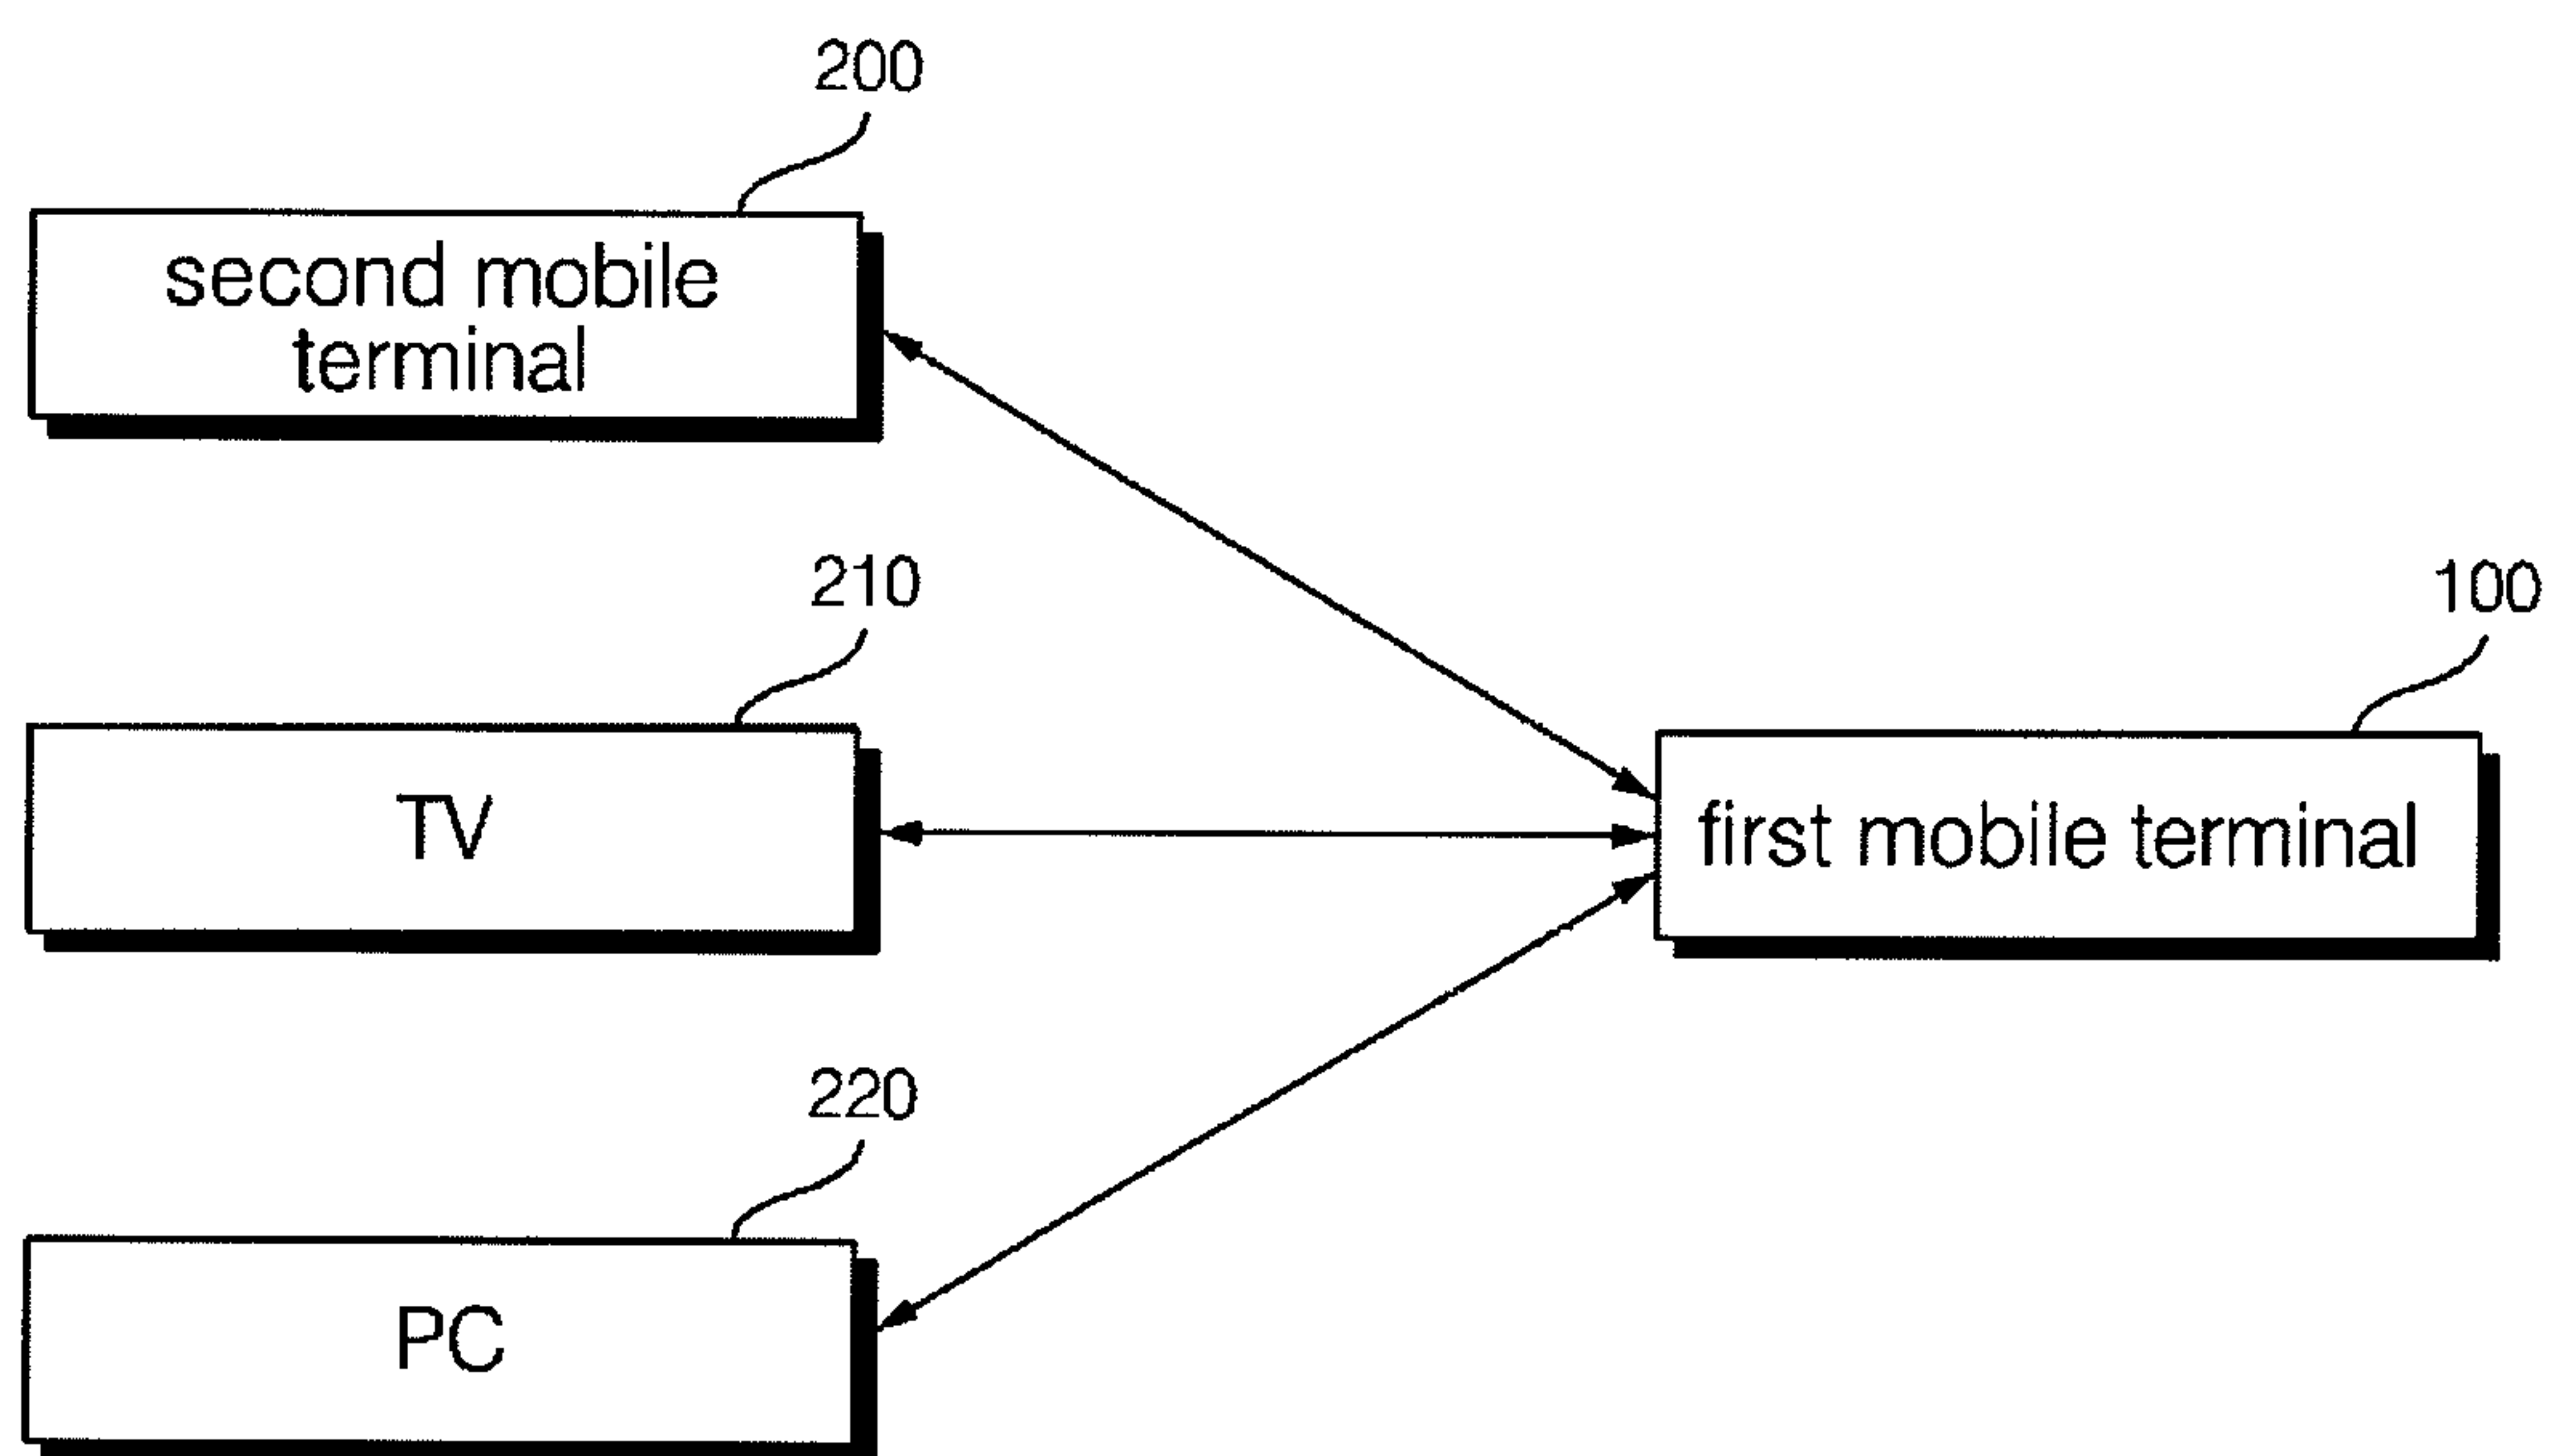 200
second mobile
terminal
210
100
TV
first mobile terminal
220
PC